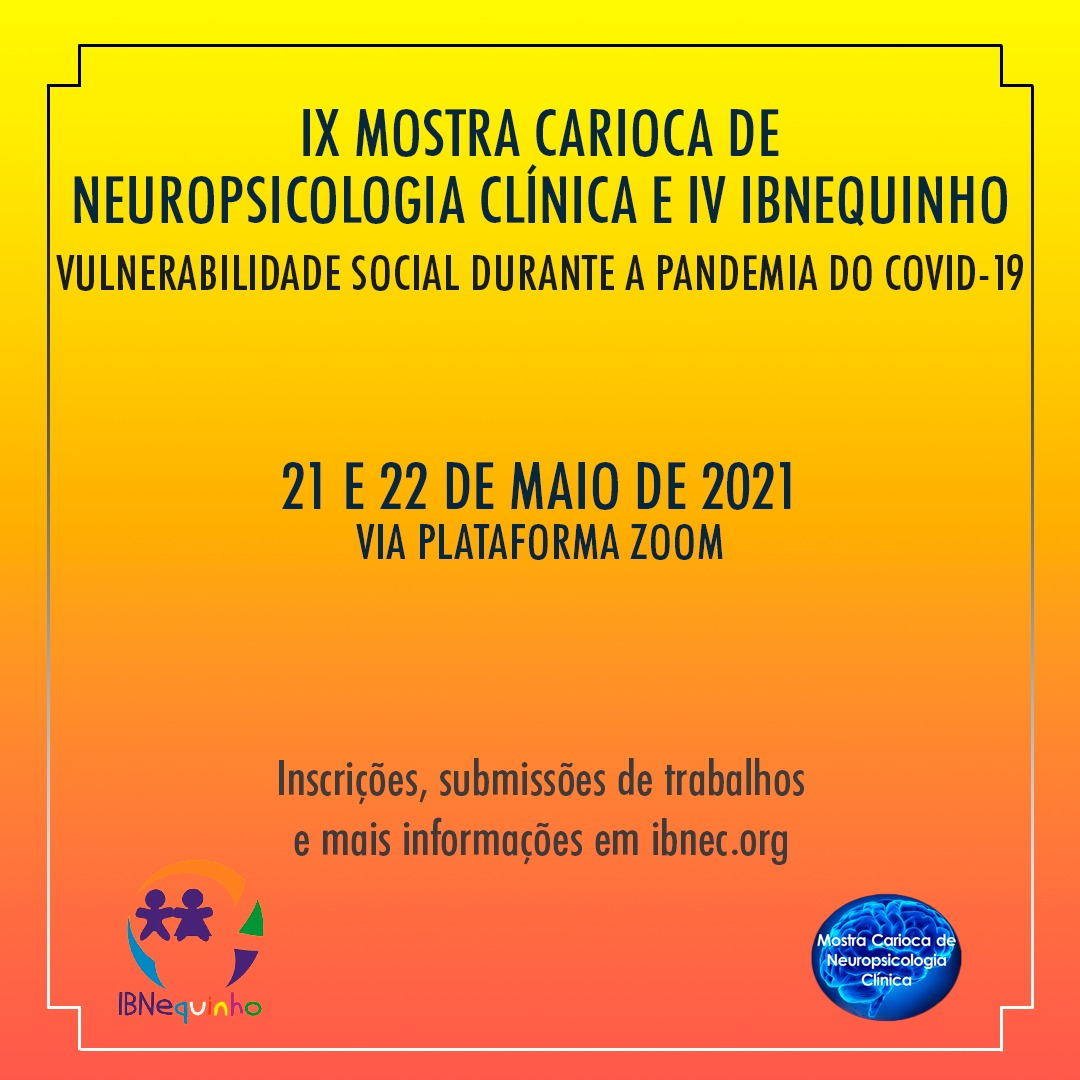 IX MOSTRA CARIOCA DE
NEUROPSICOLOGIA CLÍNICA E IV IBNEQUINHO
VULNERABILIDADE SOCIAL DURANTE A PANDEMIA DO COVID-19
21 E 22 DE MAIO DE 2021
VIA PLATAFORMA ZOOM
Inscrições, submissões de trabalhos
e mais informações em ibnec.org
IBNequinho
Mostra Carioca de
Neuropsicologia
Clínica